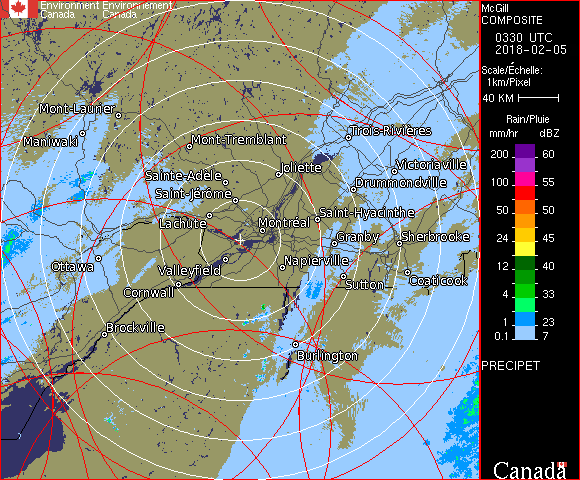 Environment Environnement
Canada Canada
McGill
COMPOSITE
0330 UTC
2018-02-05
Scale/Échelle:
1km/Pixel
40 KM
Rain/Pluie
mm/hr dBZ
200 60
100 55
50 50
24 45
12 40
4 33
1 23
0.1 7
PRECIPET
Canada
Mont-Laurier
Maniwaki
Mont-Tremblant
Trois-Rivières
Sainte-Adèle
Joliette
Victoriaville
Saint-Jérôme
Drummondville
Lachute
Montréal
Saint-Hyacinthe
Granby
Sherbrooke
Ottawa
Valleyfield
Napierville
Cornwall
Sutton
Coaticook
Brockville
Burlington